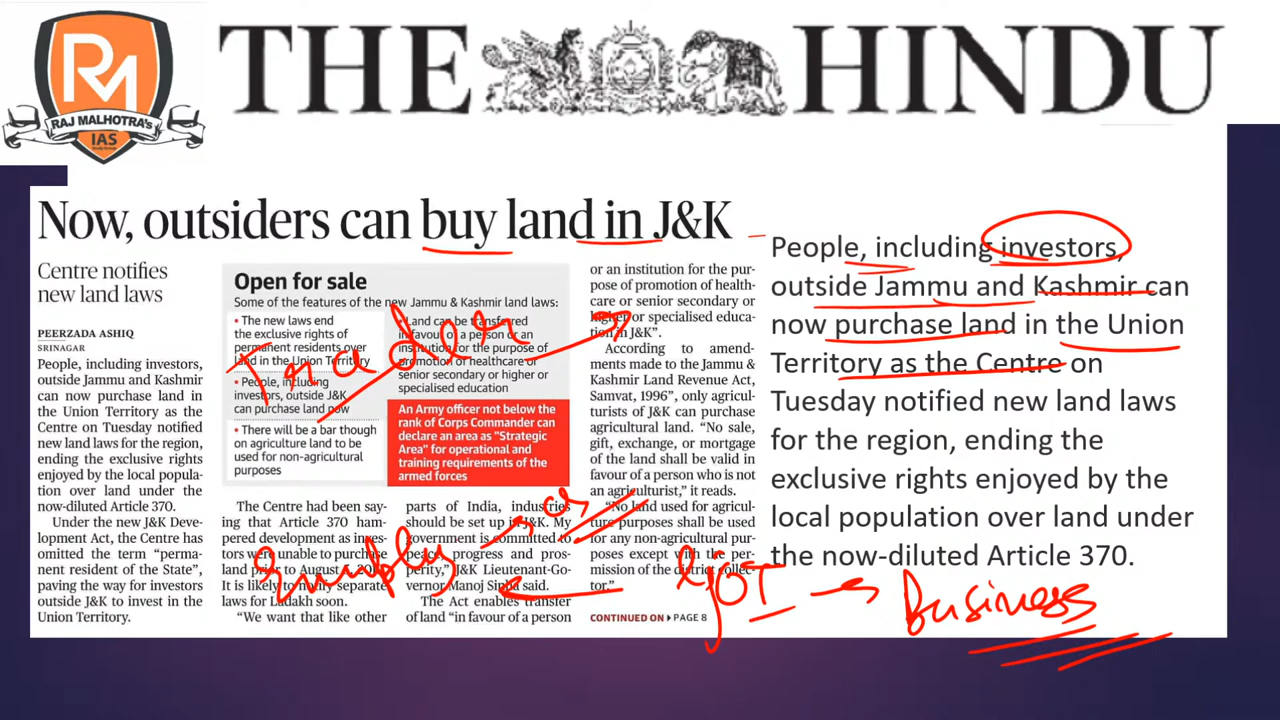 RM
RAJ MALHOTRA'S
IAS
THE HINDU
Now, outsiders can buy land in J&K
Centre notifies
new land laws
PEERZADA ASHIQ
SRINAGAR
People, including investors,
outside Jammu and Kashmir
can now purchase land in
the Union Territory as the
Centre on Tuesday notified
new land laws for the region,
ending the exclusive rights
enjoyed by the local popula-
tion over land under the
now-diluted Article 370.
Under the new J&K Deve-
lopment Act, the Centre has
omitted the term “perma-
nent resident of the State”,
paving the way for investors
outside J&K to invest in the
Union Territory.
Open for sale
Some of the features of the new Jammu & Kashmir land laws:
• The new laws end
the exclusive rights of
permanent residents over
land in the Union Territory
• People, including
investors, outside J&K
can purchase land now
• There will be a bar though
on agriculture land to be
used for non-agricultural
purposes
Land can be transferred
in favour of a person or an
institution for the purpose of
promotion of healthcare or
senior secondary or higher or
specialised education
An Army officer not below the
rank of Corps Commander can
declare an area as "Strategic
Area" for operational and
training requirements of the
armed forces
The Centre had been say-
ing that Article 370 ham-
pered development as inves-
tors were unable to purchase
land prior to August
It is likely to notify separate
laws for Ladakh soon.
“We want that like other
parts of India, industries
should be set up in J&K. My
government is committed to
peace, progress and pros-
perity,” J&K Lieutenant-Go-
vernor Manoj Sinha said.
The Act enables transfer
of land “in favour of a person
or an institution for the pur-
pose of promotion of health-
care or senior secondary or
higher or specialised educa-
tion in J&K”.
According to amend-
ments made to the Jammu &
Kashmir Land Revenue Act,
Samvat, 1996”, only agricul-
turists of J&K can purchase
agricultural land. “No sale,
gift, exchange, or mortgage
of the land shall be valid in
favour of a person who is not
an agriculturist,” it reads.
“No land used for agricul-
ture purposes shall be used
for any non-agricultural pur-
poses except with the per-
mission of the district collec-
tor.”
CONTINUED ON ▸ PAGE 8
People, including investors,
outside Jammu and Kashmir can
now purchase land in the Union
Territory as the Centre on
Tuesday notified new land laws
for the region, ending the
exclusive rights enjoyed by the
local population over land under
the now-diluted Article 370.
Business